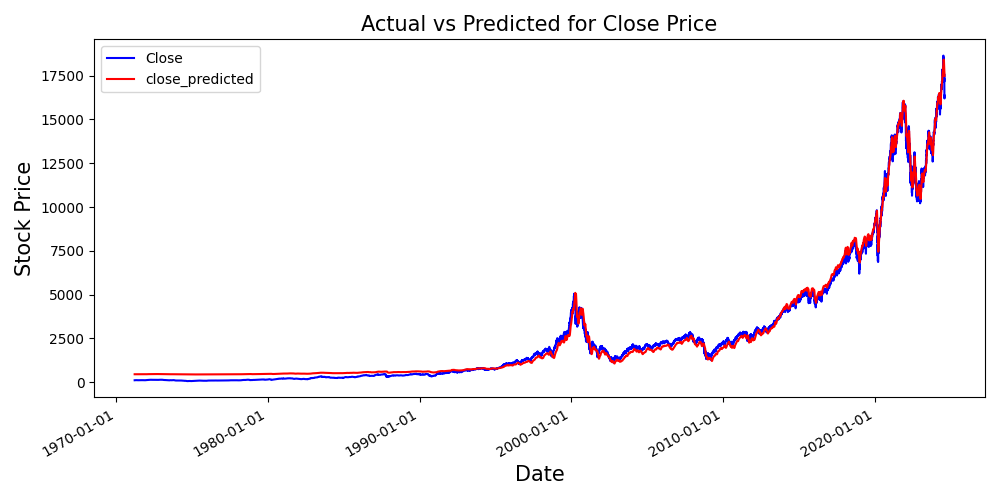 Actual vs Predicted for Close Price
Close
close_predicted
Stock Price
17500
15000
12500
10000
7500
5000
2500
0
1970-01-01
1980-01-01
1990-01-01
2000-01-01
2010-01-01
2020-01-01
Date